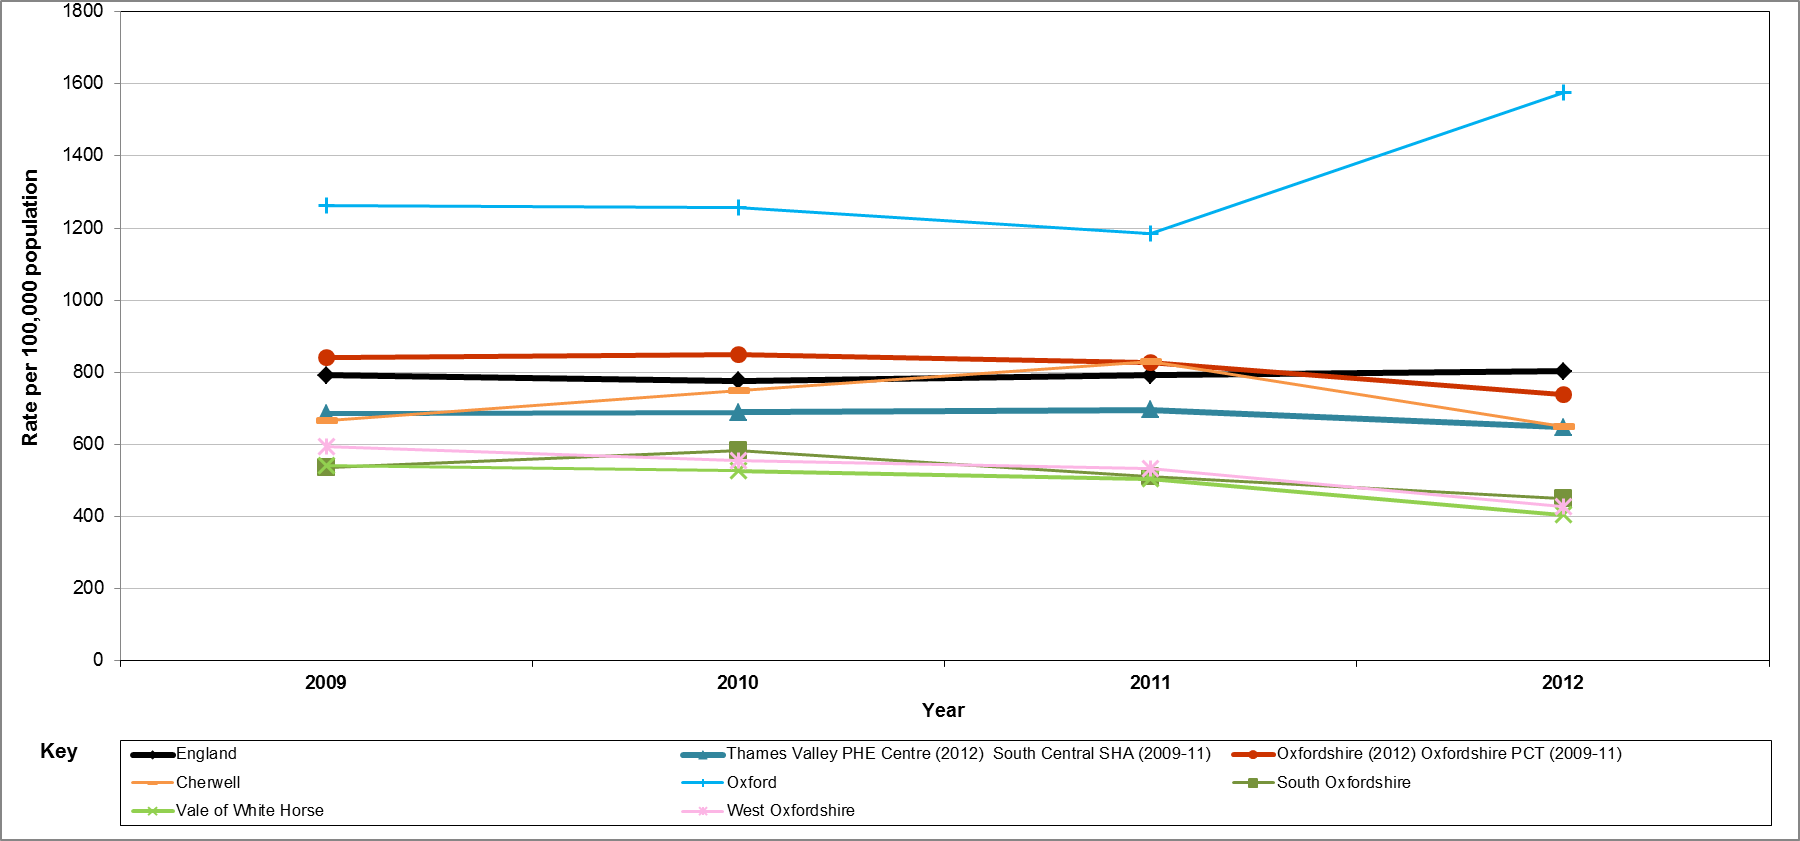 1800
1600
1400
1200
1000
800
600
400
200
0
Rate per 100,000 population
2009 2010 2011 2012
Year
Key
England Thames Valley PHE Centre (2012)  South Central SHA (2009-11) Oxfordshire (2012) Oxfordshire PCT (2009-11)
Cherwell Oxford South Oxfordshire
Vale of White Horse West Oxfordshire